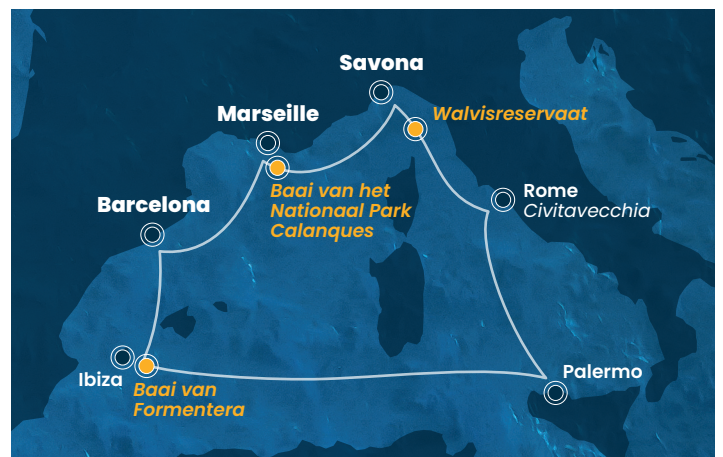 Savona
Walvisreservaat
Marseille
Baai van het
Nationaal Park
Calanques
Rome
Civitavecchia
Barcelona
Ibiza
Baai van
Formentera
Palermo